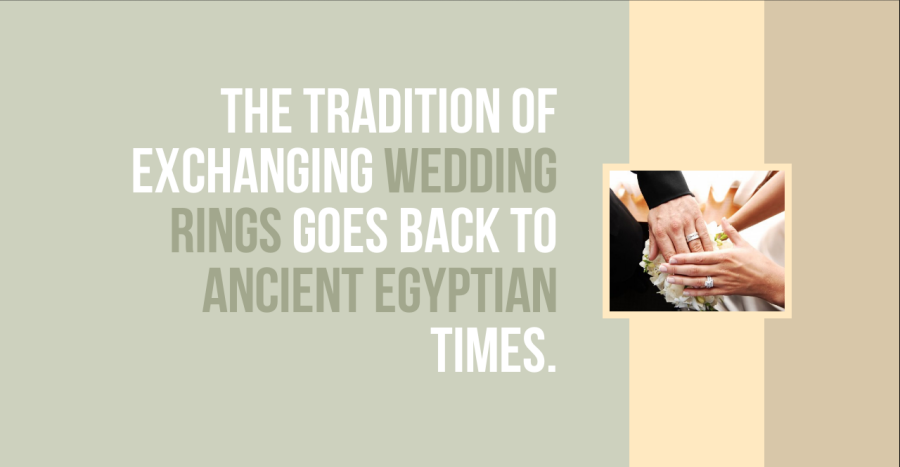 THE TRADITION OF
EXCHANGING WEDDING
RINGS GOES BACK TO
ANCIENT EGYPTIAN
TIMES.